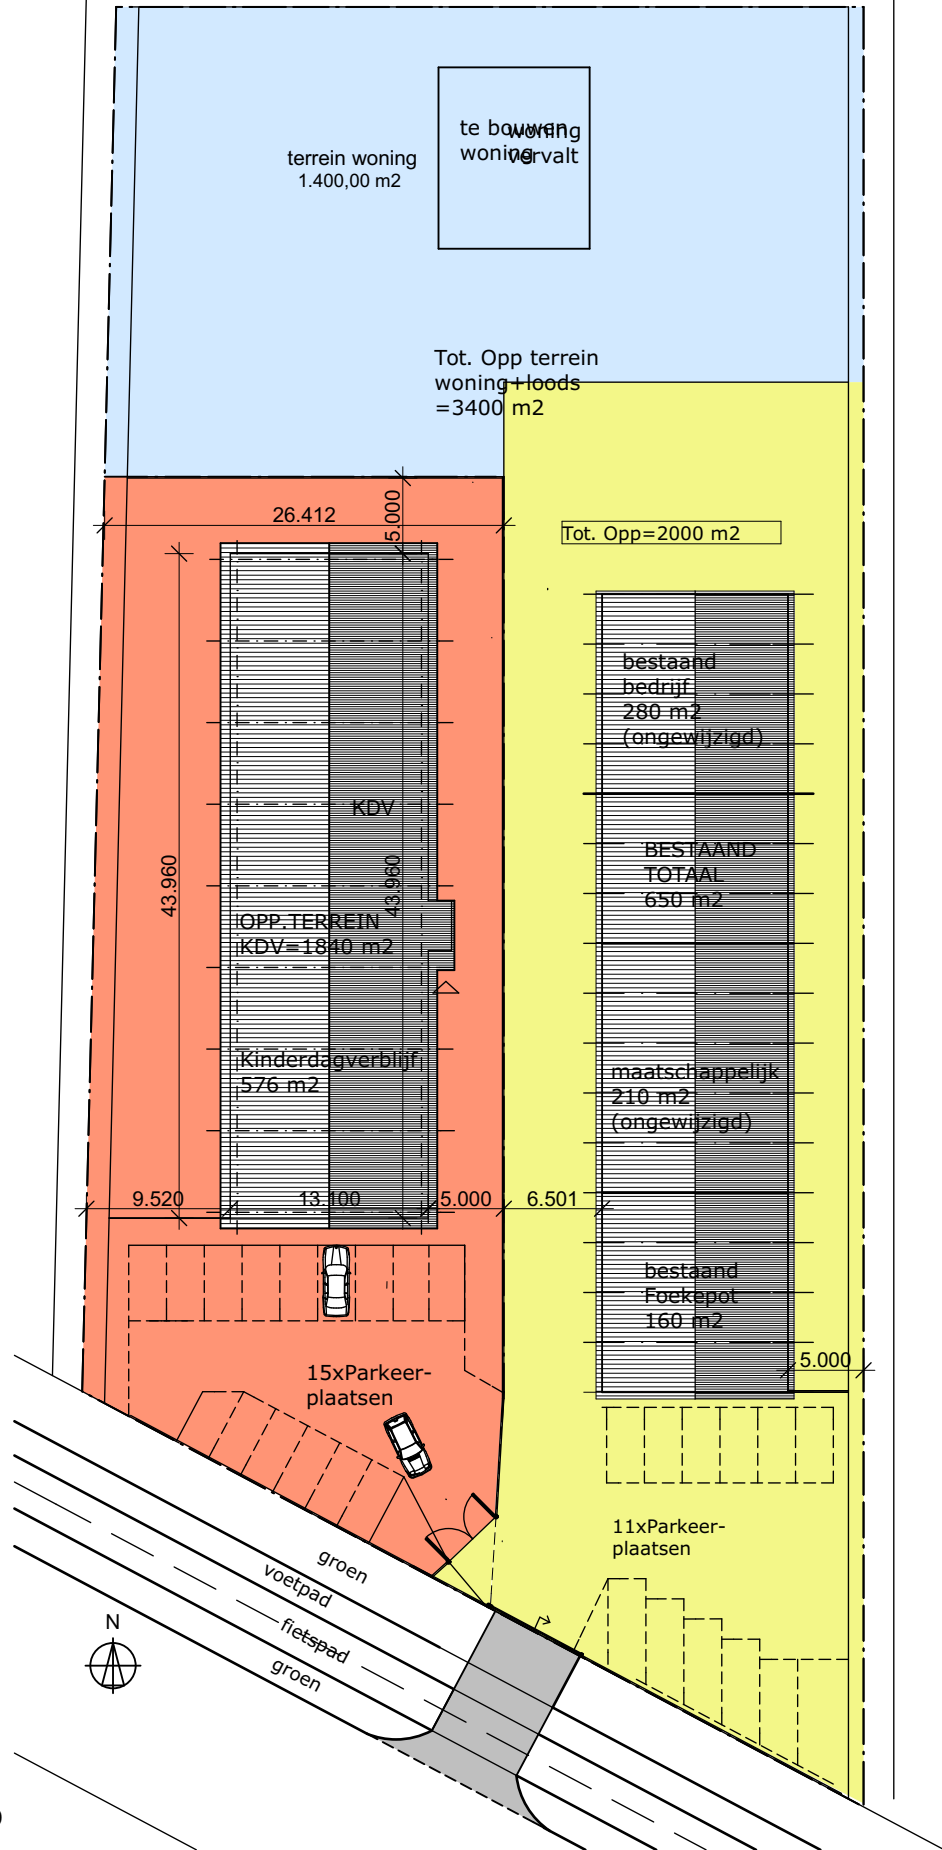 te bouwen
woning
woning
vervalt
terrein woning
1.400,00 m2
Tot. Opp terrein
woning+loods
=3400 m2
26.412
5.000
Tot. Opp=2000 m2
bestaand
bedrijf
280 m2
(ongewijzigd)
KDV
43.960
43.960
BESTAAND
TOTAAL
650 m2
OPP.TERREIN
KDV=1840 m2
Kinderdagverblijf
576 m2
maatschappelijk
210 m2
(ongewijzigd)
9.520
13.100
5.000
6.501
bestaand
Foekepot
160 m2
5.000
15xParkeer-
plaatsen
11xParkeer-
plaatsen
groen
voetpad
fietspad
groen
N